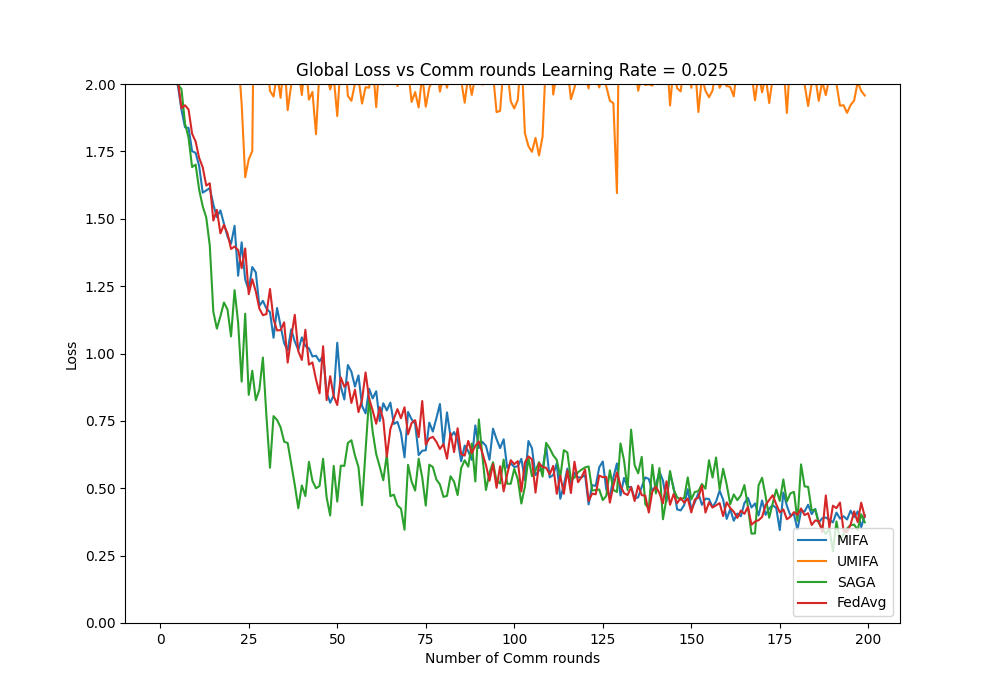 Global Loss vs Comm rounds Learning Rate = 0.025
Loss
2.00
1.75
1.50
1.25
1.00
0.75
0.50
0.25
0.00
0 25 50 75 100 125 150 175 200
Number of Comm rounds
MIFA
UMIFA
SAGA
FedAvg